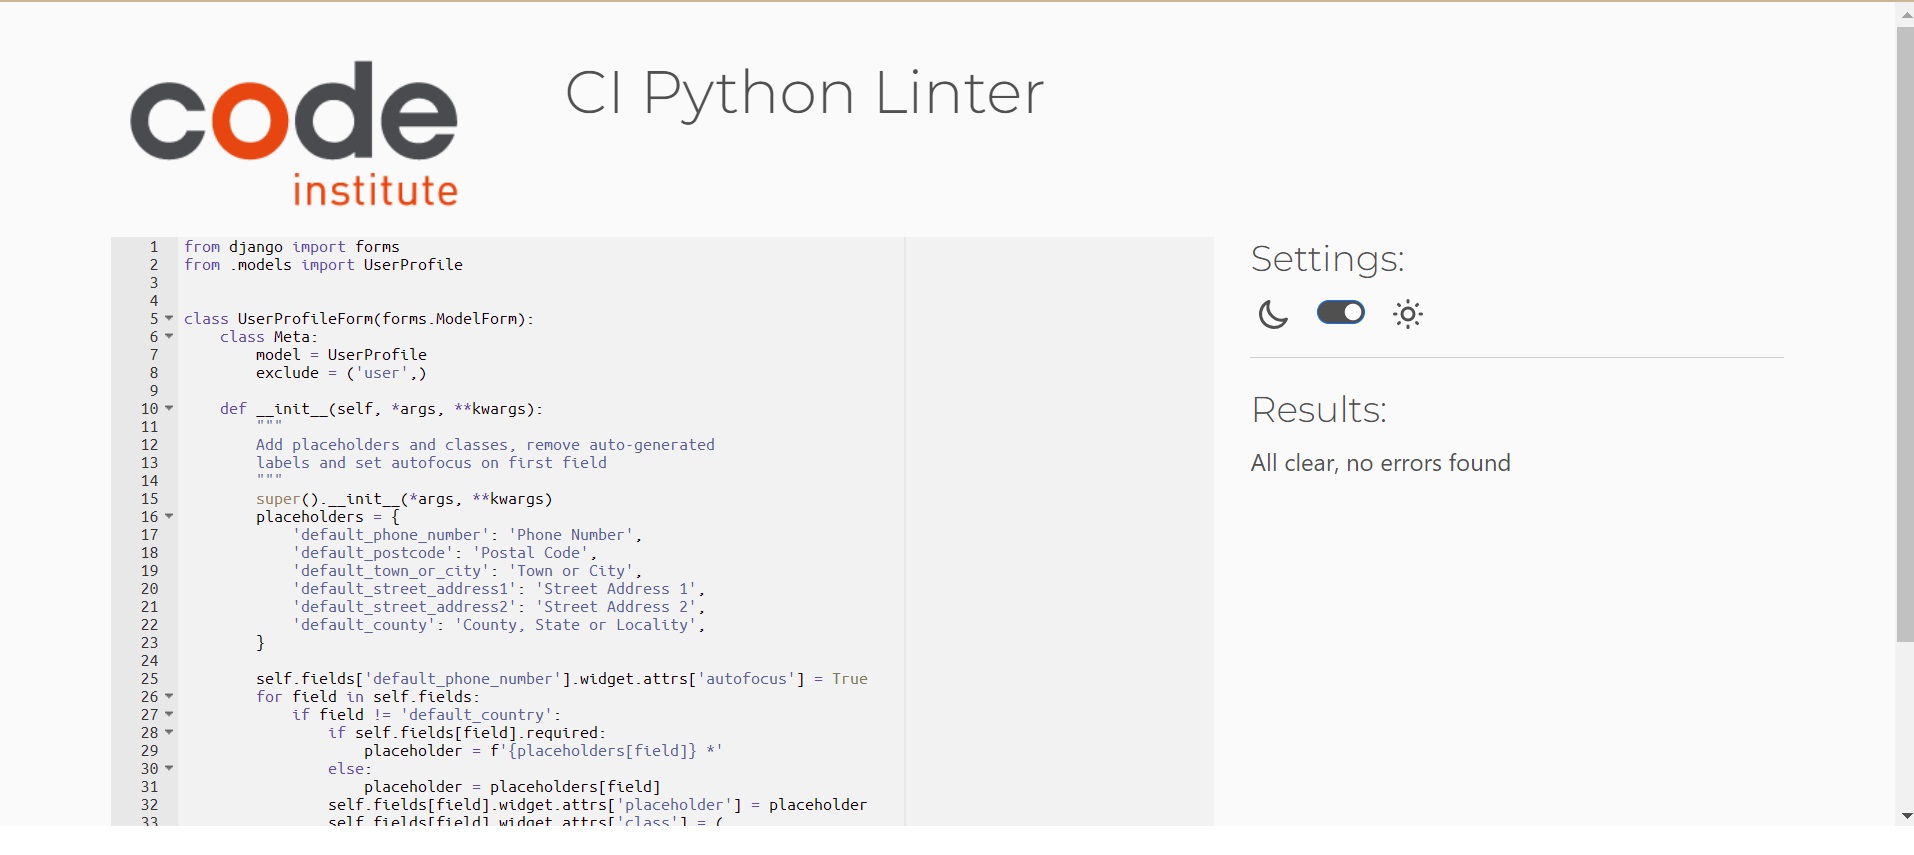 code
institute
CI Python Linter
1 from django import forms
2 from .models import UserProfile
3
4
5 class UserProfileForm(forms.ModelForm):
6     class Meta:
7         model = UserProfile
8         exclude = ('user',)
9
10     def __init__(self, *args, **kwargs):
11         """
12         Add placeholders and classes, remove auto-generated
13         labels and set autofocus on first field
14         """
15         super().__init__(*args, **kwargs)
16         placeholders = {
17             'default_phone_number': 'Phone Number',
18             'default_postcode': 'Postal Code',
19             'default_town_or_city': 'Town or City',
20             'default_street_address1': 'Street Address 1',
21             'default_street_address2': 'Street Address 2',
22             'default_county': 'County, State or Locality',
23         }
24
25         self.fields['default_phone_number'].widget.attrs['autofocus'] = True
26         for field in self.fields:
27             if field != 'default_country':
28                 if self.fields[field].required:
29                     placeholder = f'{placeholders[field]} *'
30                 else:
31                     placeholder = placeholders[field]
32                 self.fields[field].widget.attrs['placeholder'] = placeholder
33                 self.fields[field].widget.attrs['class'] = (
Settings:
Results:
All clear, no errors found